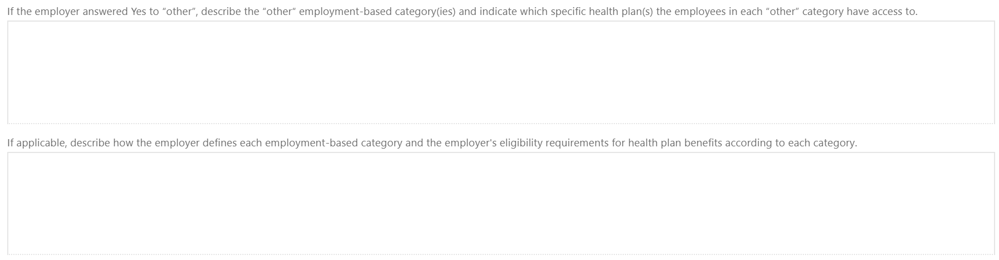 If the employer answered Yes to “other”, describe the “other“ employment-based category(ies) and indicate which specific health plan(s) the employees in each “other” category have access to.
If applicable, describe how the employer defines each employment-based category and the employer's eligibility requirements for health plan benefits according to each category.